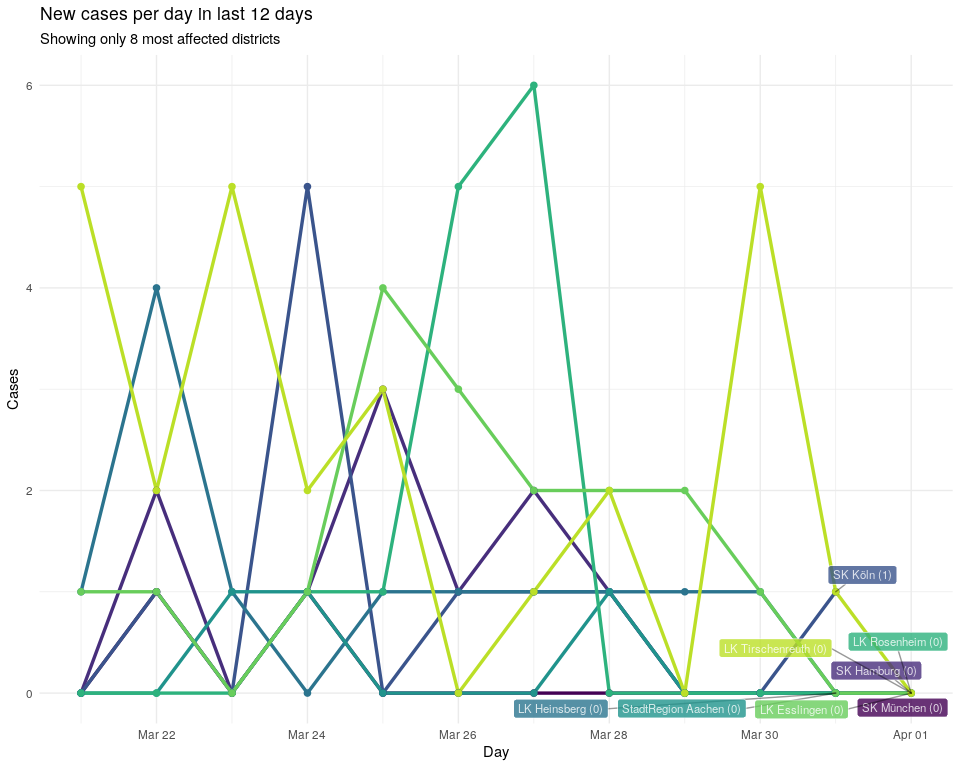 New cases per day in last 12 days
Showing only 8 most affected districts
6
4
2
0
Cases
SK Köln (1)
LK Rosenheim (0)
LK Tirschenreuth (0)
SK Hamburg (0)
LK Heinsberg (0)
StadtRegion Aachen (0)
LK Esslingen (0)
SK München (0)
Mar 22
Mar 24
Mar 26
Mar 28
Mar 30
Apr 01
Day